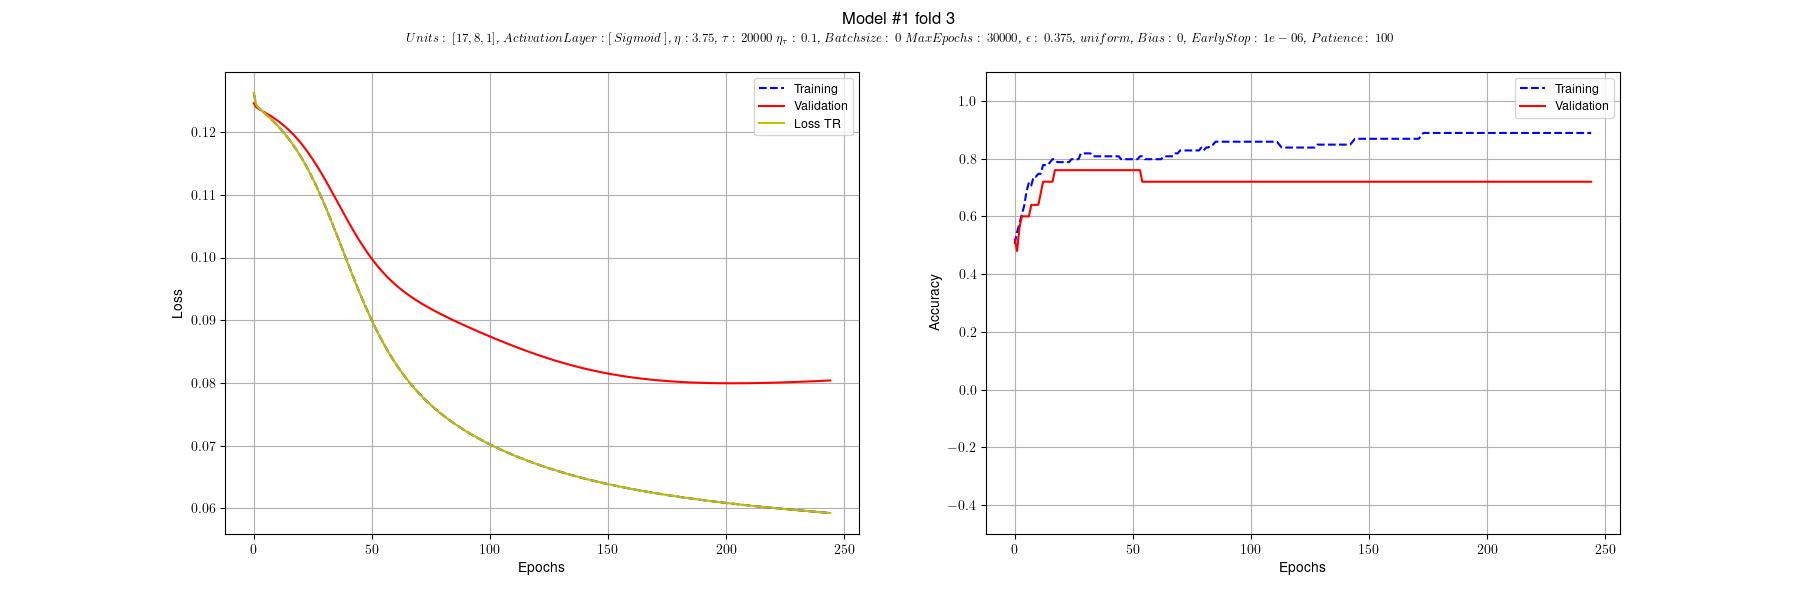 Model #1 fold 3
Units : [17, 8, 1], ActivationLayer : [ Sigmoid ], η : 3.75, τ : 20000 ητ : 0.1, Batchsize : 0 MaxEpochs : 30000, ϵ : 0.375, uniform, Bias : 0, EarlyStop : 1e − 06, Patience : 100
Training
Validation
Loss TR
0.12
0.11
0.10
0.09
0.08
0.07
0.06
Loss
0 50 100 150 200 250
Epochs
Training
Validation
1.0
0.8
0.6
0.4
0.2
0.0
−0.2
−0.4
Accuracy
0 50 100 150 200 250
Epochs